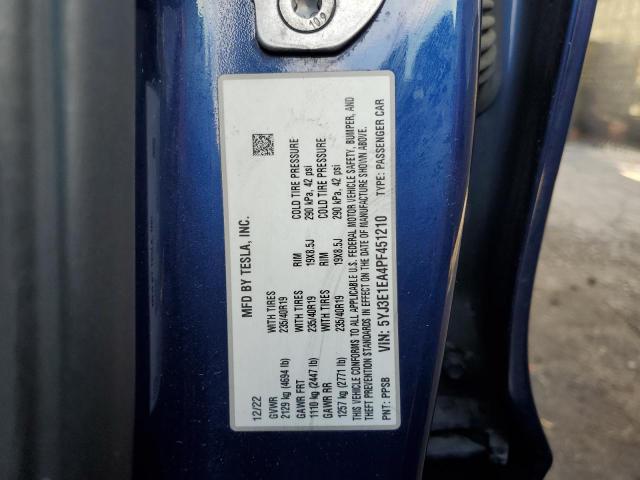 10.9
MFD BY TESLA, INC.
12/22
GVWR
2129 kg (4694 lb)
WITH TIRES
235/40R19
RIM
19X8.5J
COLD TIRE PRESSURE
290 kPa, 42 psi
GAWR FRT
1110 kg (2447 lb)
WITH TIRES
235/40R19
RIM
19X8.5J
COLD TIRE PRESSURE
290 kPa, 42 psi
GAWR RR
1257 kg (2771 lb)
WITH TIRES
235/40R19
RIM
19X8.5J
COLD TIRE PRESSURE
290 kPa, 42 psi
THIS VEHICLE CONFORMS TO ALL APPLICABLE U.S. FEDERAL MOTOR VEHICLE SAFETY, BUMPER, AND
THEFT PREVENTION STANDARDS IN EFFECT ON THE DATE OF MANUFACTURE SHOWN ABOVE.
PNT: PPSB VIN: 5YJ3E1EA4PF451210 TYPE: PASSENGER CAR